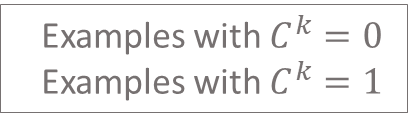 Examples with $C^k = 0$
Examples with $C^k = 1$